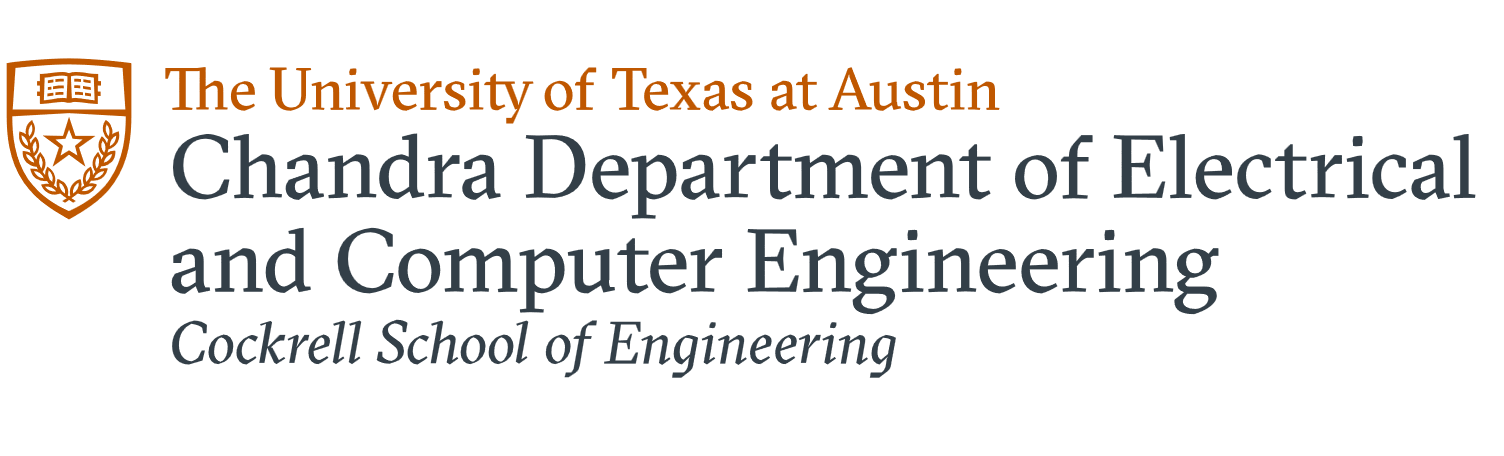 The University of Texas at Austin
Chandra Department of Electrical
and Computer Engineering
Cockrell School of Engineering